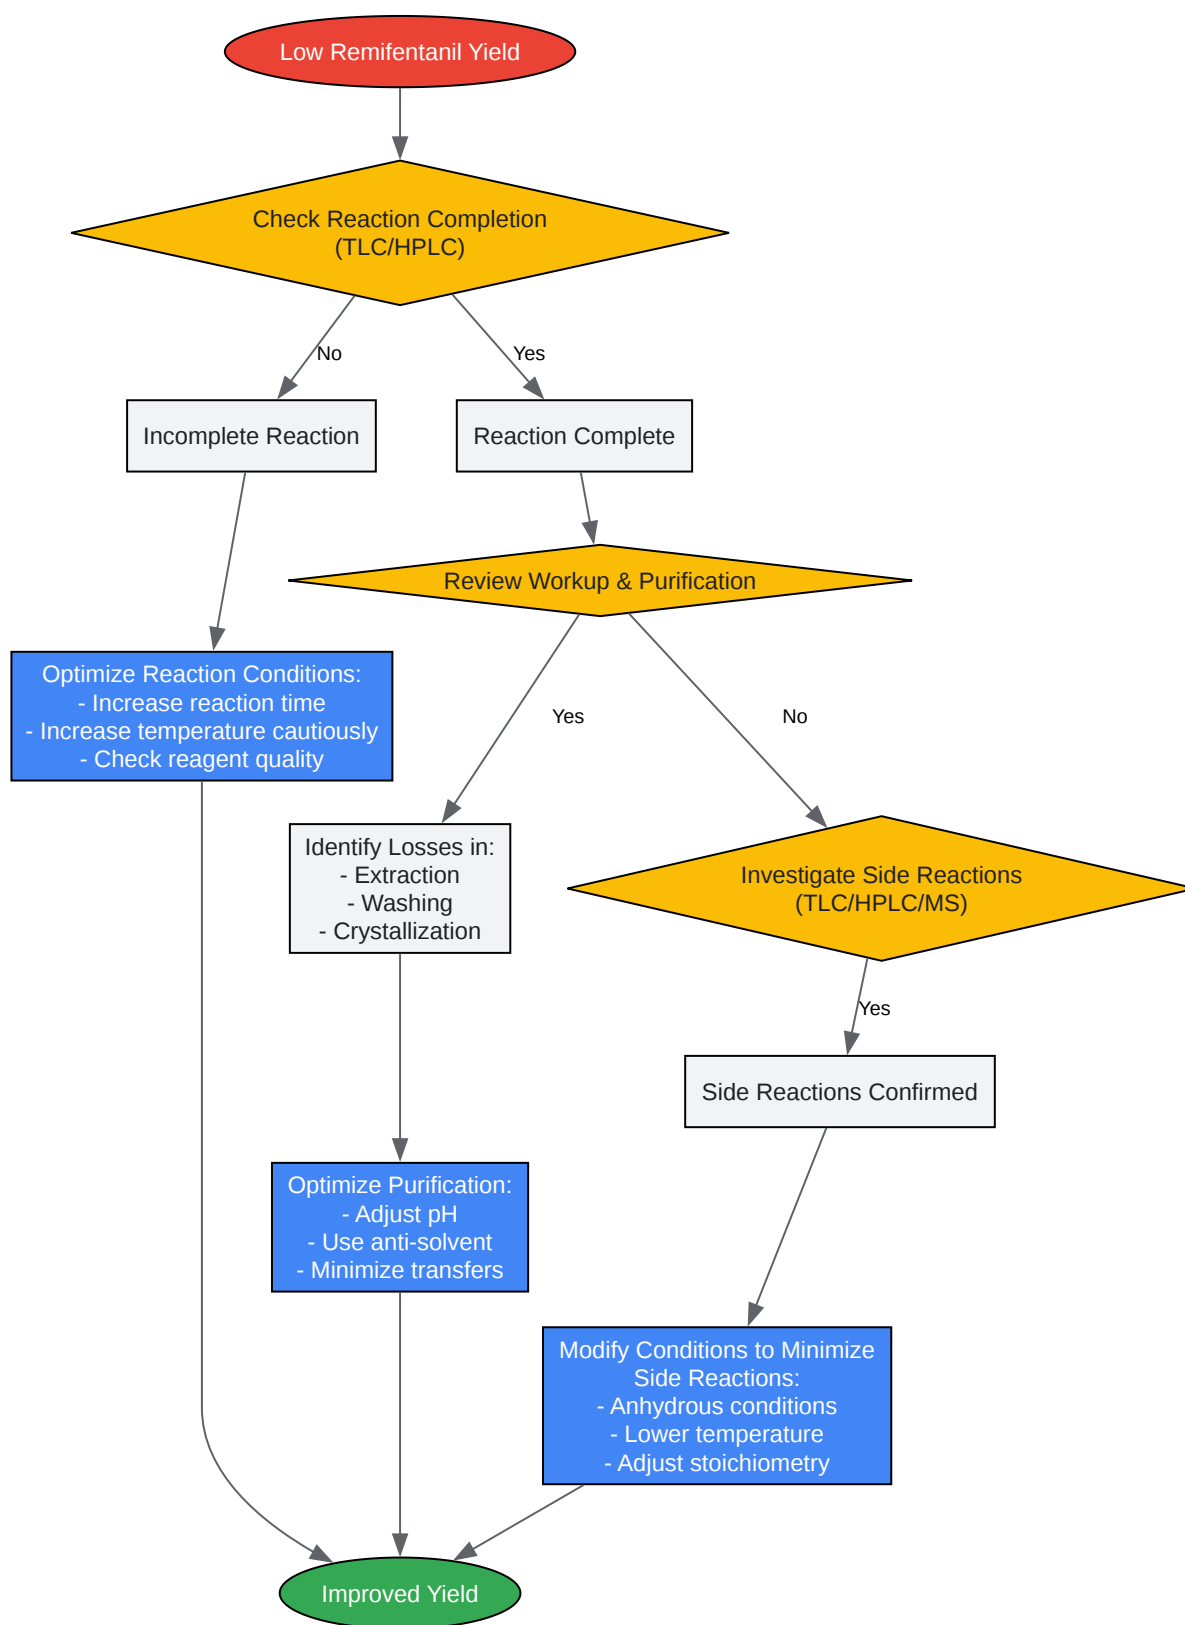 Low Remifentanil Yield
Check Reaction Completion
(TLC/HPLC)
No
Yes
Incomplete Reaction
Reaction Complete
Review Workup & Purification
Optimize Reaction Conditions:
- Increase reaction time
- Increase temperature cautiously
- Check reagent quality
Yes
No
Identify Losses in:
- Extraction
- Washing
- Crystallization
Investigate Side Reactions
(TLC/HPLC/MS)
Yes
Side Reactions Confirmed
Optimize Purification:
- Adjust pH
- Use anti-solvent
- Minimize transfers
Modify Conditions to Minimize
Side Reactions:
- Anhydrous conditions
- Lower temperature
- Adjust stoichiometry
Improved Yield